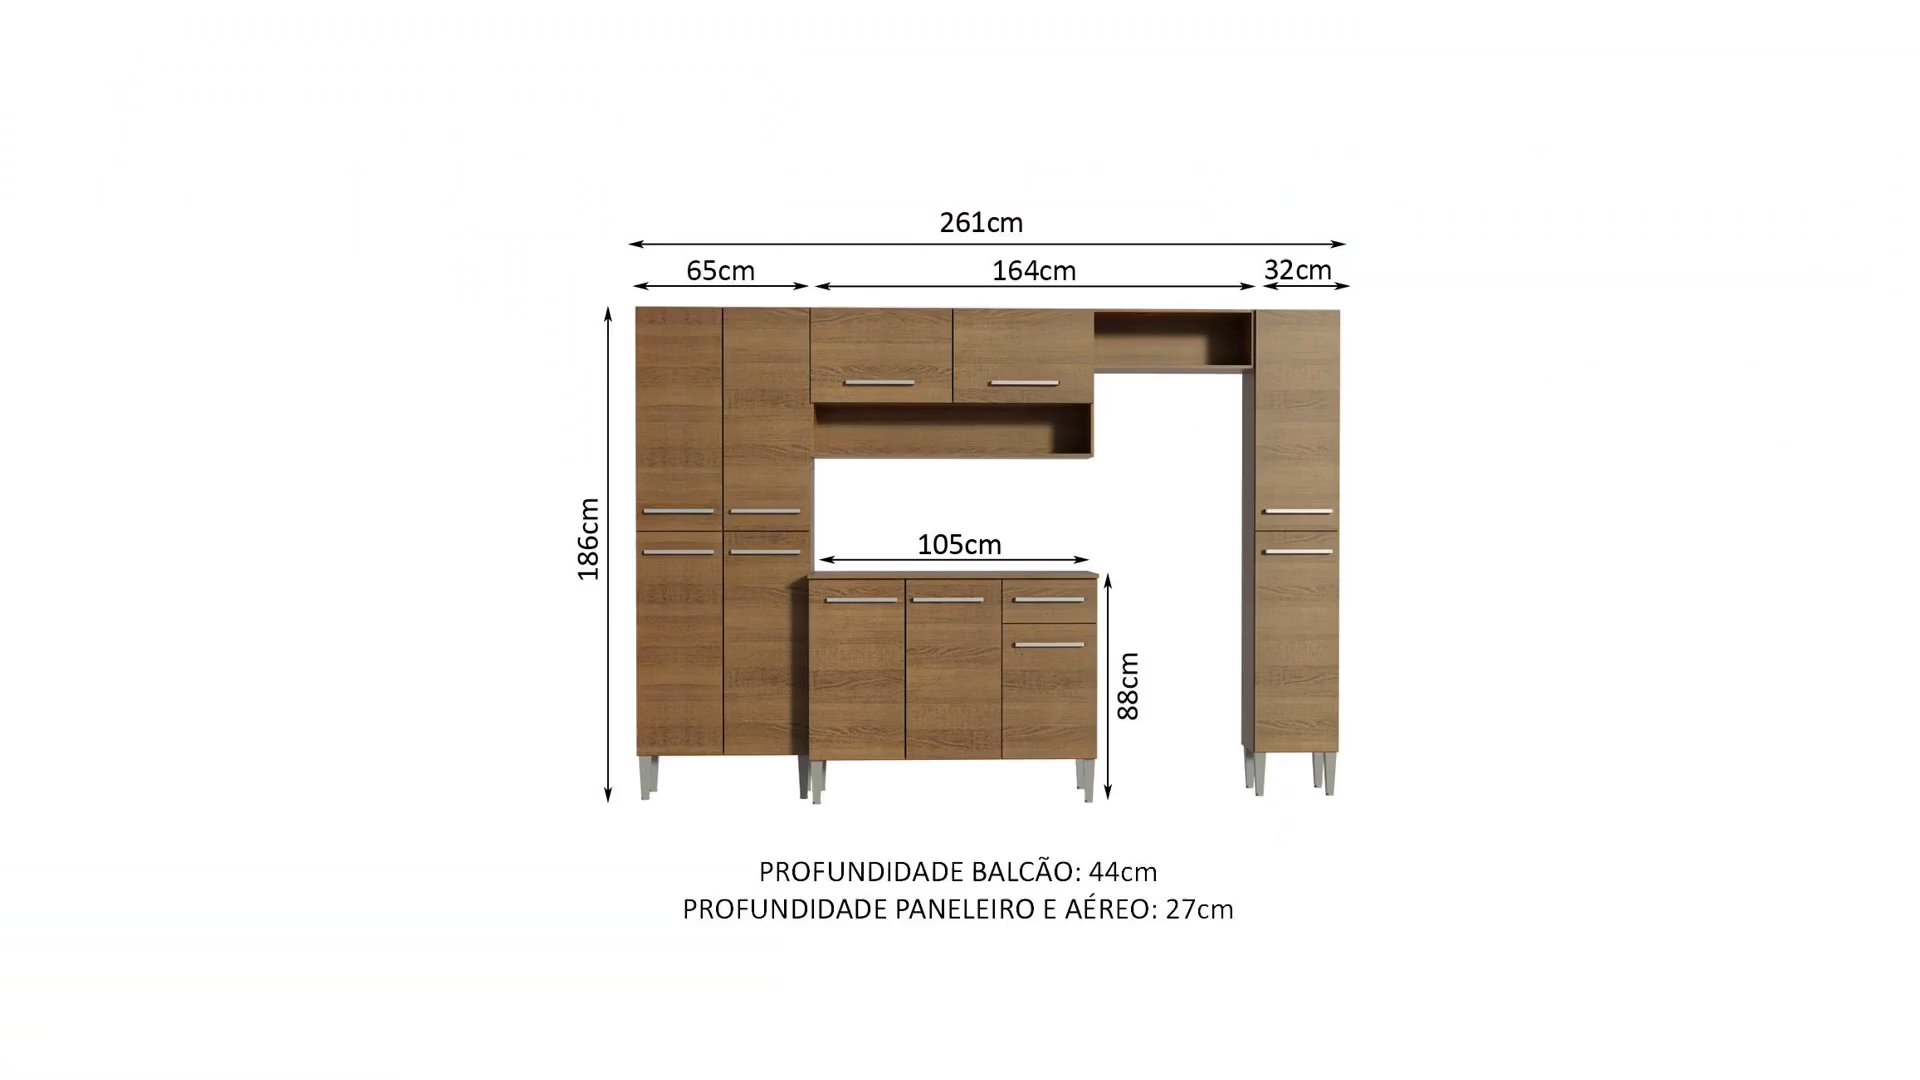 261cm
65cm
164cm
32cm
186cm
105cm
88cm
PROFUNDIDADE BALCÃO: 44cm
PROFUNDIDADE PANELEIRO E AÉREO: 27cm